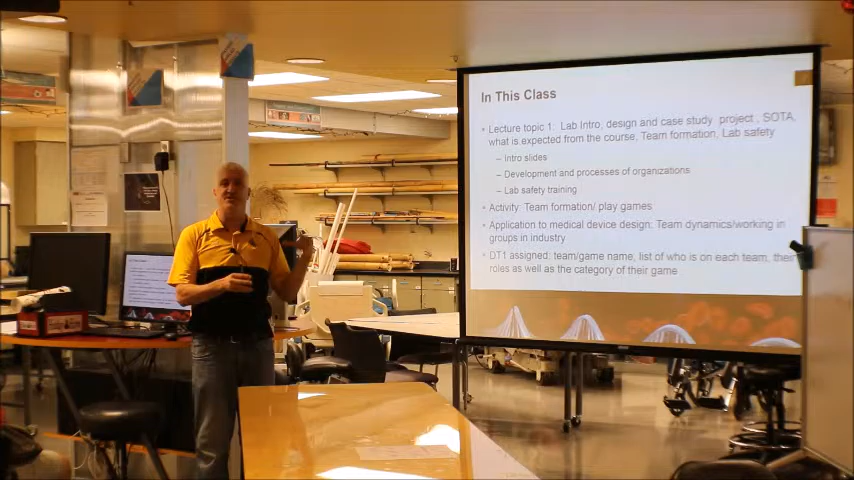 In This Class
• Lecture topic 1: Lab Intro, design and case study project, SOTA,
what is expected from the course, Team Formation, Lab Safety
– Intro slides
– Development and processes of organizations
– Lab safety training
• Activity: Team formation/ play games
• Application to medical device design: Team dynamics/working in
groups in industry
• DT1 assigned: team/game name, list of who is on each team, their
roles as well as the category of their game